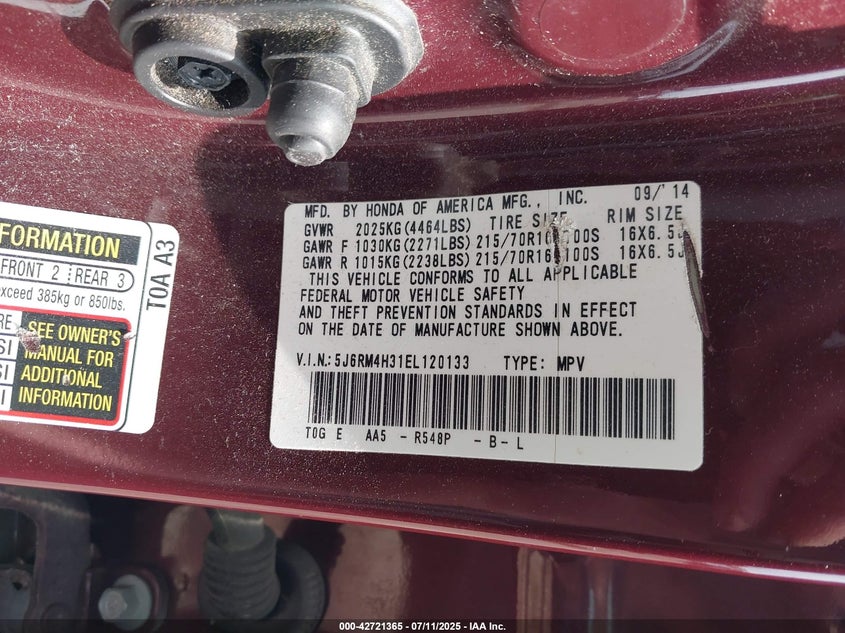 FORMATION
FRONT 2 REAR 3
exceed 385kg or 850lbs.
TOA A3
SEE OWNER'S
MANUAL FOR
ADDITIONAL
INFORMATION
MFD. BY HONDA OF AMERICA MFG., INC. 09/'14
GVWR 2025KG(4464LBS) TIRE SIZE RIM SIZE
GAWR F 1030KG(2271LBS) 215/70R16 100S 16X6.5J
GAWR R 1015KG(2238LBS) 215/70R16 100S 16X6.5J
THIS VEHICLE CONFORMS TO ALL APPLICABLE
FEDERAL MOTOR VEHICLE SAFETY
AND THEFT PREVENTION STANDARDS IN EFFECT
ON THE DATE OF MANUFACTURE SHOWN ABOVE.
V.I.N.:5J6RM4H31EL120133 TYPE: MPV
TOG E AA5 - R548P - B - L
000-42721365 - 07/11/2025 - IAA Inc.